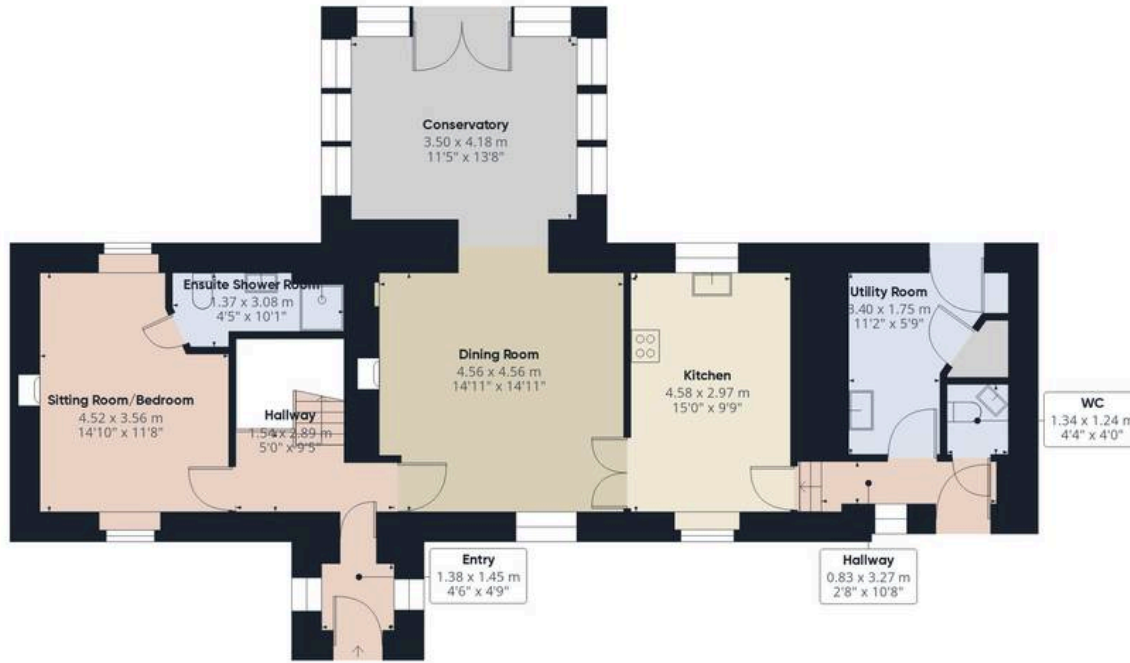 Conservatory
3.50 x 4.18 m
11'5" x 13'8"
Ensuite Shower Room
1.37 x 3.08 m
4'5" x 10'1"
Utility Room
3.40 x 1.75 m
11'2" x 5'9"
Dining Room
4.56 x 4.56 m
14'11" x 14'11"
Kitchen
4.58 x 2.97 m
15'0" x 9'9"
Sitting Room/Bedroom
4.52 x 3.56 m
14'10" x 11'8"
Hallway
1.54 x 2.89 m
5'0" x 9'5"
WC
1.34 x 1.24 m
4'4" x 4'0"
Entry
1.38 x 1.45 m
4'6" x 4'9"
Hallway
0.83 x 3.27 m
2'8" x 10'8"